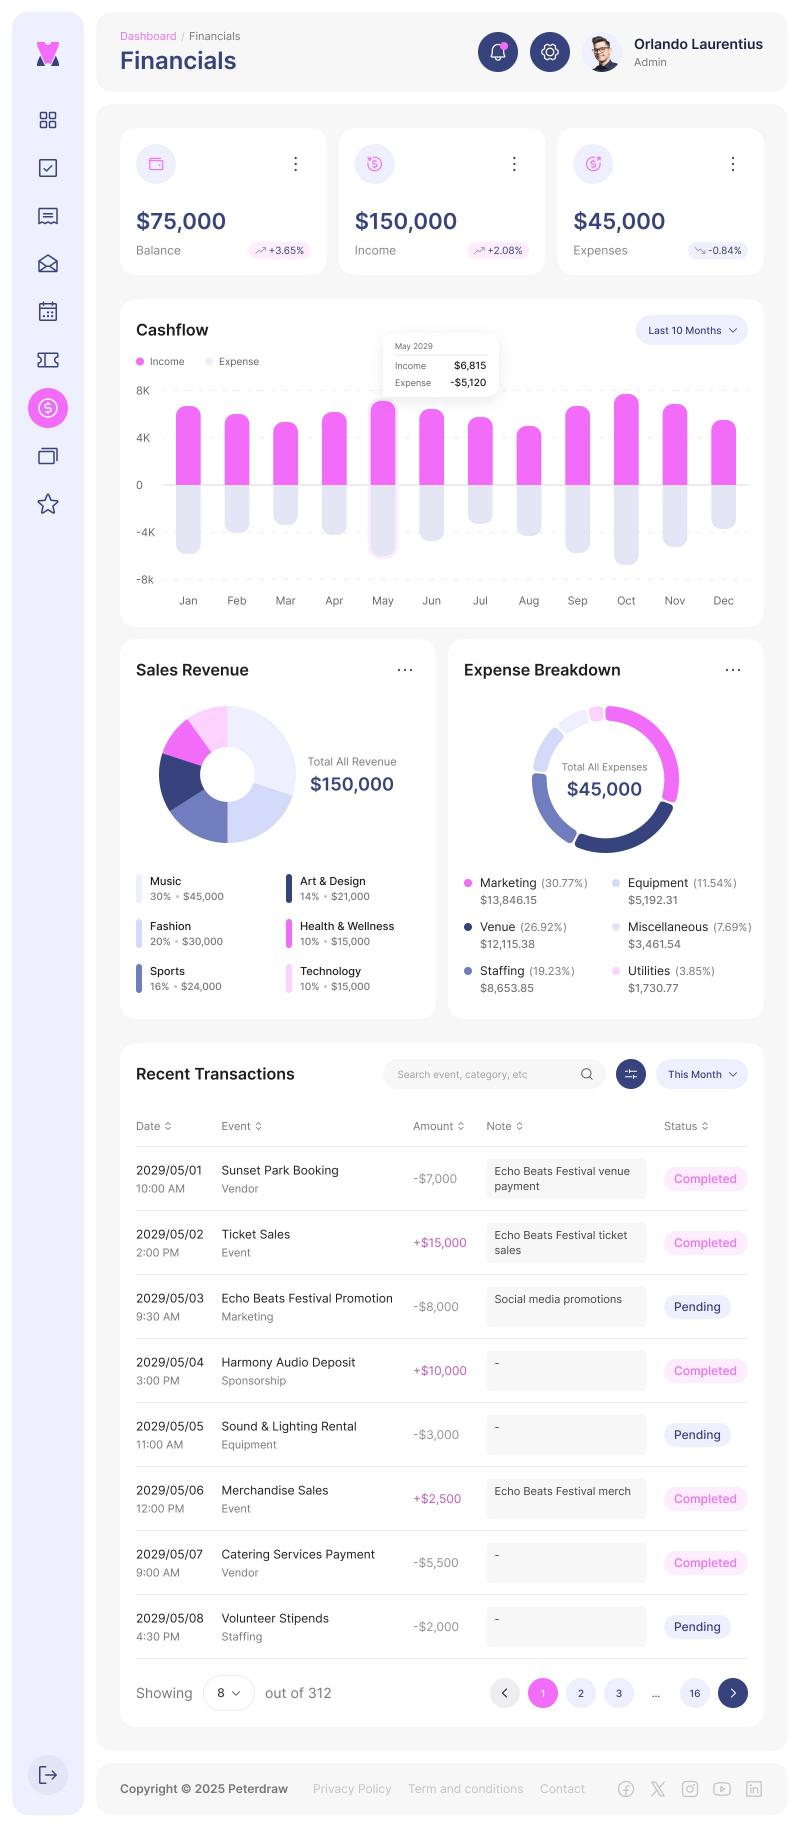 Dashboard / Financials
Financials
Orlando Laurentius
Admin
$75,000
Balance
+3.65%
$150,000
Income
+2.08%
$45,000
Expenses
-0.84%
Cashflow
Last 10 Months
Income
Expense
May 2029
Income $6,815
Expense -$5,120
8K
4K
0
-4K
-8k
Jan Feb Mar Apr May Jun Jul Aug Sep Oct Nov Dec
Sales Revenue
Total All Revenue
$150,000
Music
30% • $45,000
Art & Design
14% • $21,000
Fashion
20% • $30,000
Health & Wellness
10% • $15,000
Sports
16% • $24,000
Technology
10% • $15,000
Expense Breakdown
Total All Expenses
$45,000
Marketing (30.77%)
$13,846.15
Equipment (11.54%)
$5,192.31
Venue (26.92%)
$12,115.38
Miscellaneous (7.69%)
$3,461.54
Staffing (19.23%)
$8,653.85
Utilities (3.85%)
$1,730.77
Recent Transactions
Search event, category, etc
This Month
Date Event Amount Note Status
2029/05/01
10:00 AM
Sunset Park Booking
Vendor
-$7,000
Echo Beats Festival venue
payment
Completed
2029/05/02
2:00 PM
Ticket Sales
Event
+$15,000
Echo Beats Festival ticket
sales
Completed
2029/05/03
9:30 AM
Echo Beats Festival Promotion
Marketing
-$8,000
Social media promotions
Pending
2029/05/04
3:00 PM
Harmony Audio Deposit
Sponsorship
+$10,000
-
Completed
2029/05/05
11:00 AM
Sound & Lighting Rental
Equipment
-$3,000
-
Pending
2029/05/06
12:00 PM
Merchandise Sales
Event
+$2,500
Echo Beats Festival merch
Completed
2029/05/07
9:00 AM
Catering Services Payment
Vendor
-$5,500
-
Completed
2029/05/08
4:30 PM
Volunteer Stipends
Staffing
-$2,000
-
Pending
Showing 8 out of 312
1 2 3 ... 16
Copyright © 2025 Peterdraw
Privacy Policy
Term and conditions
Contact